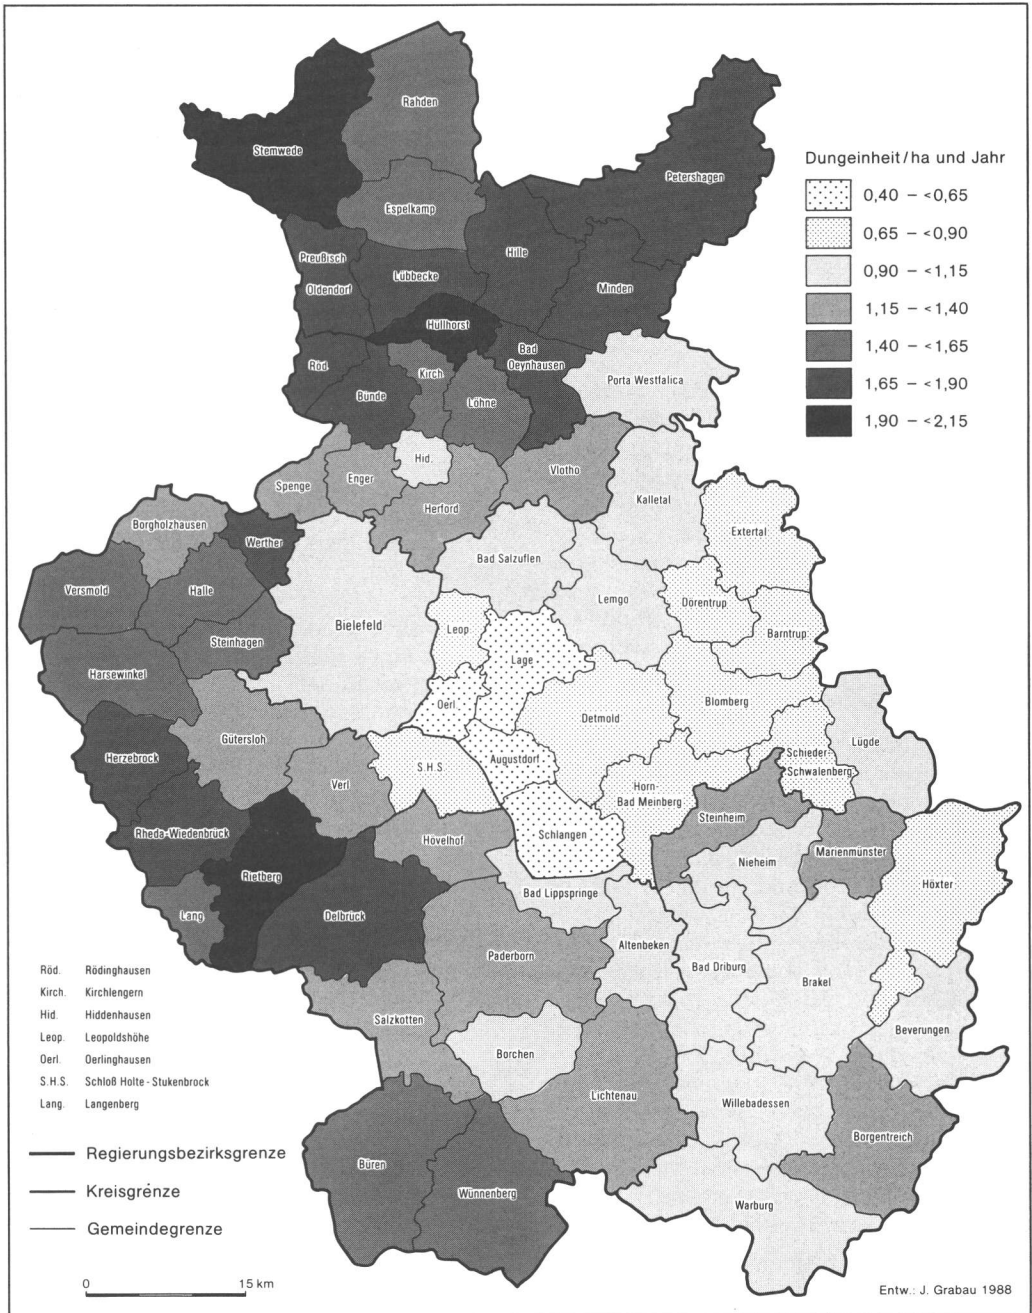 Rahden
Stemwede
Petershagen
Espelkamp
Hille
Preußisch
Oldendorf
Lübbecke
Minden
Hüllhorst
Bad
Oeynhausen
Röd.
Kirch
Bünde
Löhne
Porta Westfalica
Hid.
Vlotho
Spenge
Enger
Kalletal
Herford
Borgholzhausen
Extertal
Werther
Bad Salzuflen
Versmold
Halle
Lemgo
Dörentrup
Bielefeld
Leop
Barntrup
Steinhagen
Lage
Harsewinkel
Oerl
Detmold
Blomberg
Gütersloh
Lügde
Herzebrock
Augustdorf
Schieder-
Schwalenberg
S.H.S.
Verl
Horn-
Bad Meinberg
Steinheim
Rheda-Wiedenbrück
Hövelhof
Schlangen
Marienmünster
Nieheim
Rietberg
Höxter
Bad Lippspringe
Lang
Delbrück
Altenbeken
Paderborn
Bad Driburg
Brakel
Salzkotten
Beverungen
Borchen
Lichtenau
Willebadessen
Borgentreich
Büren
Wünnenberg
Warburg
Dungeinheit/ha und Jahr
0,40 – <0,65
0,65 – <0,90
0,90 – <1,15
1,15 – <1,40
1,40 – <1,65
1,65 – <1,90
1,90 – <2,15
Röd. Rödinghausen
Kirch. Kirchlengern
Hid. Hiddenhausen
Leop. Leopoldshöhe
Oerl. Oerlinghausen
S.H.S. Schloß Holte - Stukenbrock
Lang. Langenberg
Regierungsbezirksgrenze
Kreisgrenze
Gemeindegrenze
0 15 km
Entw.: J. Grabau 1988